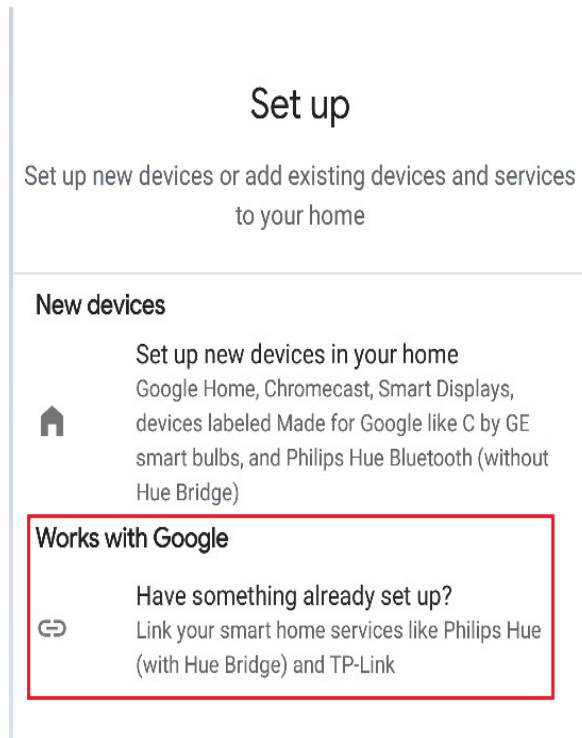 Set up
Set up new devices or add existing devices and services
to your home
New devices
Set up new devices in your home
Google Home, Chromecast, Smart Displays,
devices labeled Made for Google like C by GE
smart bulbs, and Philips Hue Bluetooth (without
Hue Bridge)
Works with Google
Have something already set up?
Link your smart home services like Philips Hue
(with Hue Bridge) and TP-Link